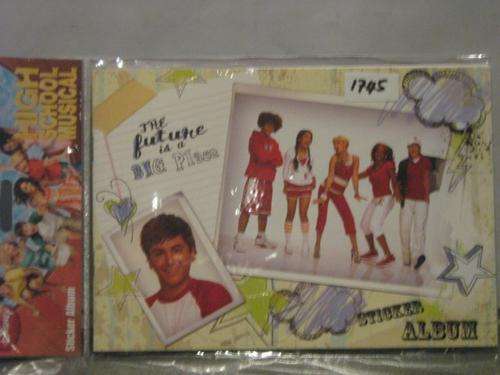 HIGH
SCHOOL
MUSICAL
Sticker Album
1745
THE
future
is a
BIG Place
STICKER
ALBUM